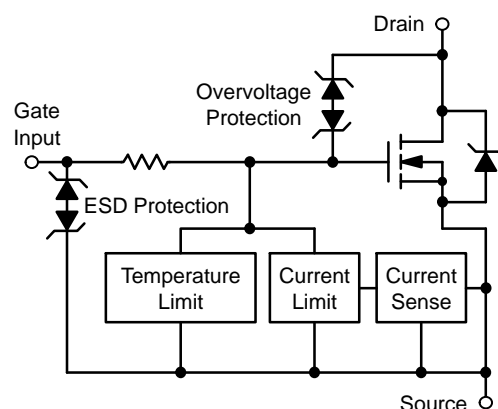 Drain
Overvoltage
Protection
Gate
Input
ESD Protection
Temperature
Limit
Current
Limit
Current
Sense
Source